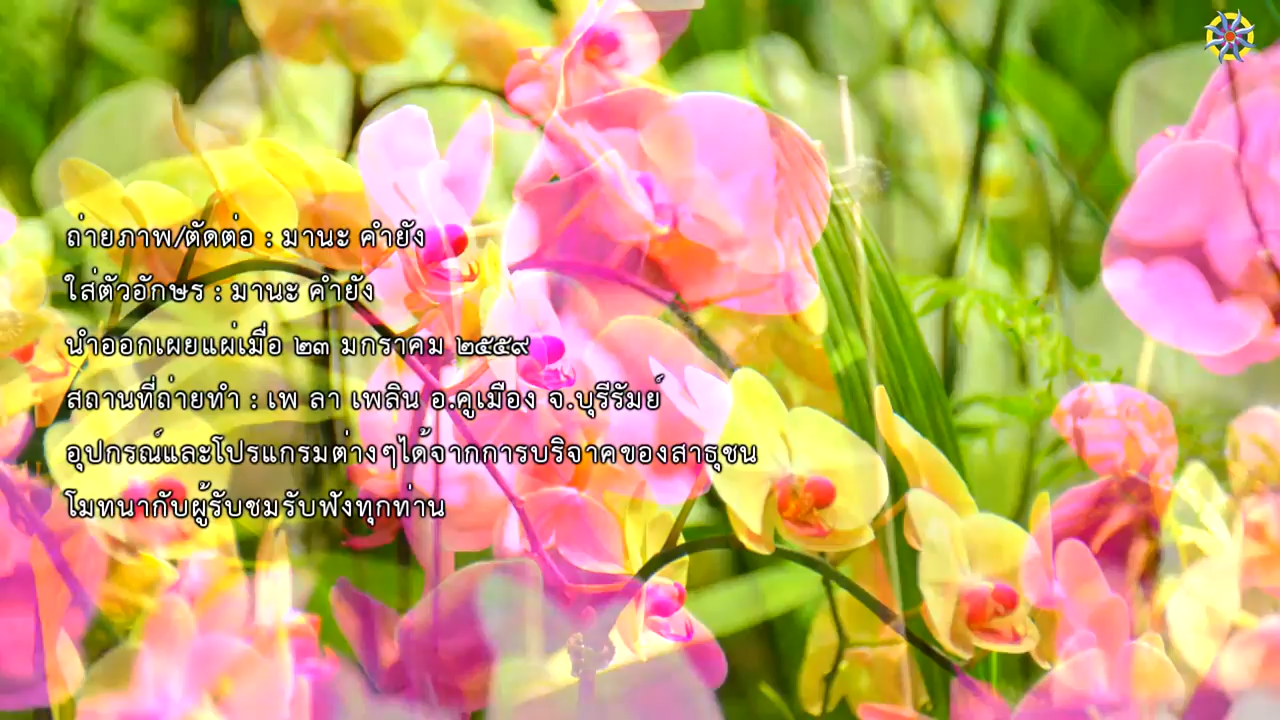 ถ่ายภาพ/ตัดต่อ : มานะ คำยัง
ใส่ตัวอักษร : มานะ คำยัง
นำออกเผยแผ่เมื่อ ๒๓ มกราคม ๒๕๕๙
สถานที่ถ่ายทำ : เพ ลา เพลิน อ.คูเมือง จ.บุรีรัมย์
อุปกรณ์และโปรแกรมต่างๆได้จากการบริจาคของสาธุชน
โมทนากับผู้รับชมรับฟังทุกท่าน